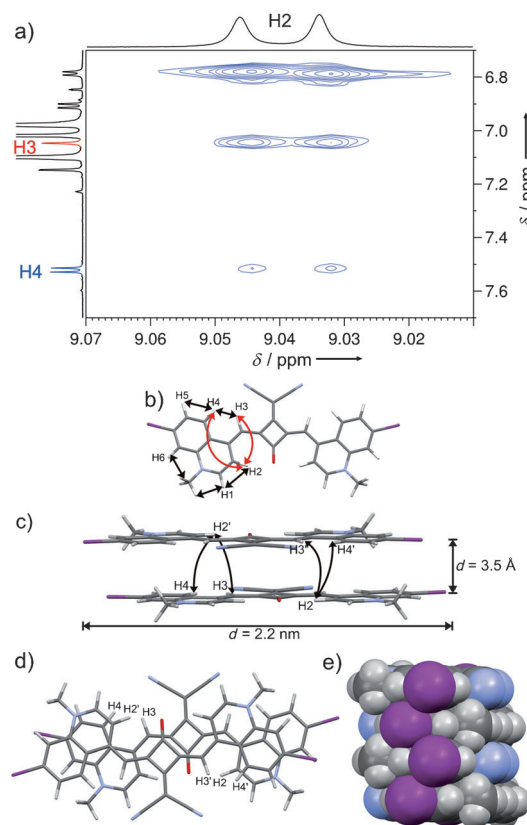 a)
H2
H3
H4
6.8
7.0
7.2
7.4
7.6
δ / ppm
9.07
9.06
9.05
9.04
9.03
9.02
δ / ppm
b)
H5
H4
H3
H6
H2
H1
c)
H2'
H3'
H4'
H4
H3
H2
d = 3.5 Å
d = 2.2 nm
d)
e)
H4
H2'
H3
H3'
H2
H4'